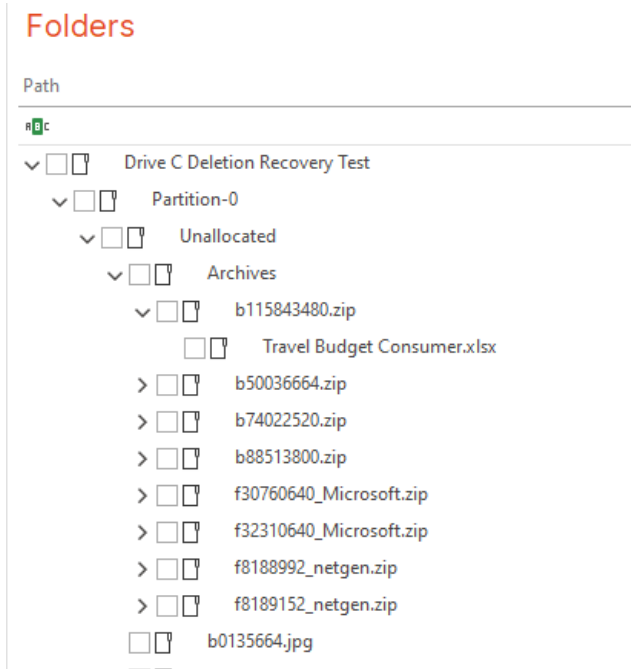 Folders
Path
ABC
Drive C Deletion Recovery Test
Partition-0
Unallocated
Archives
b115843480.zip
Travel Budget Consumer.xlsx
b50036664.zip
b74022520.zip
b88513800.zip
f30760640_Microsoft.zip
f32310640_Microsoft.zip
f8188992_netgen.zip
f8189152_netgen.zip
b0135664.jpg